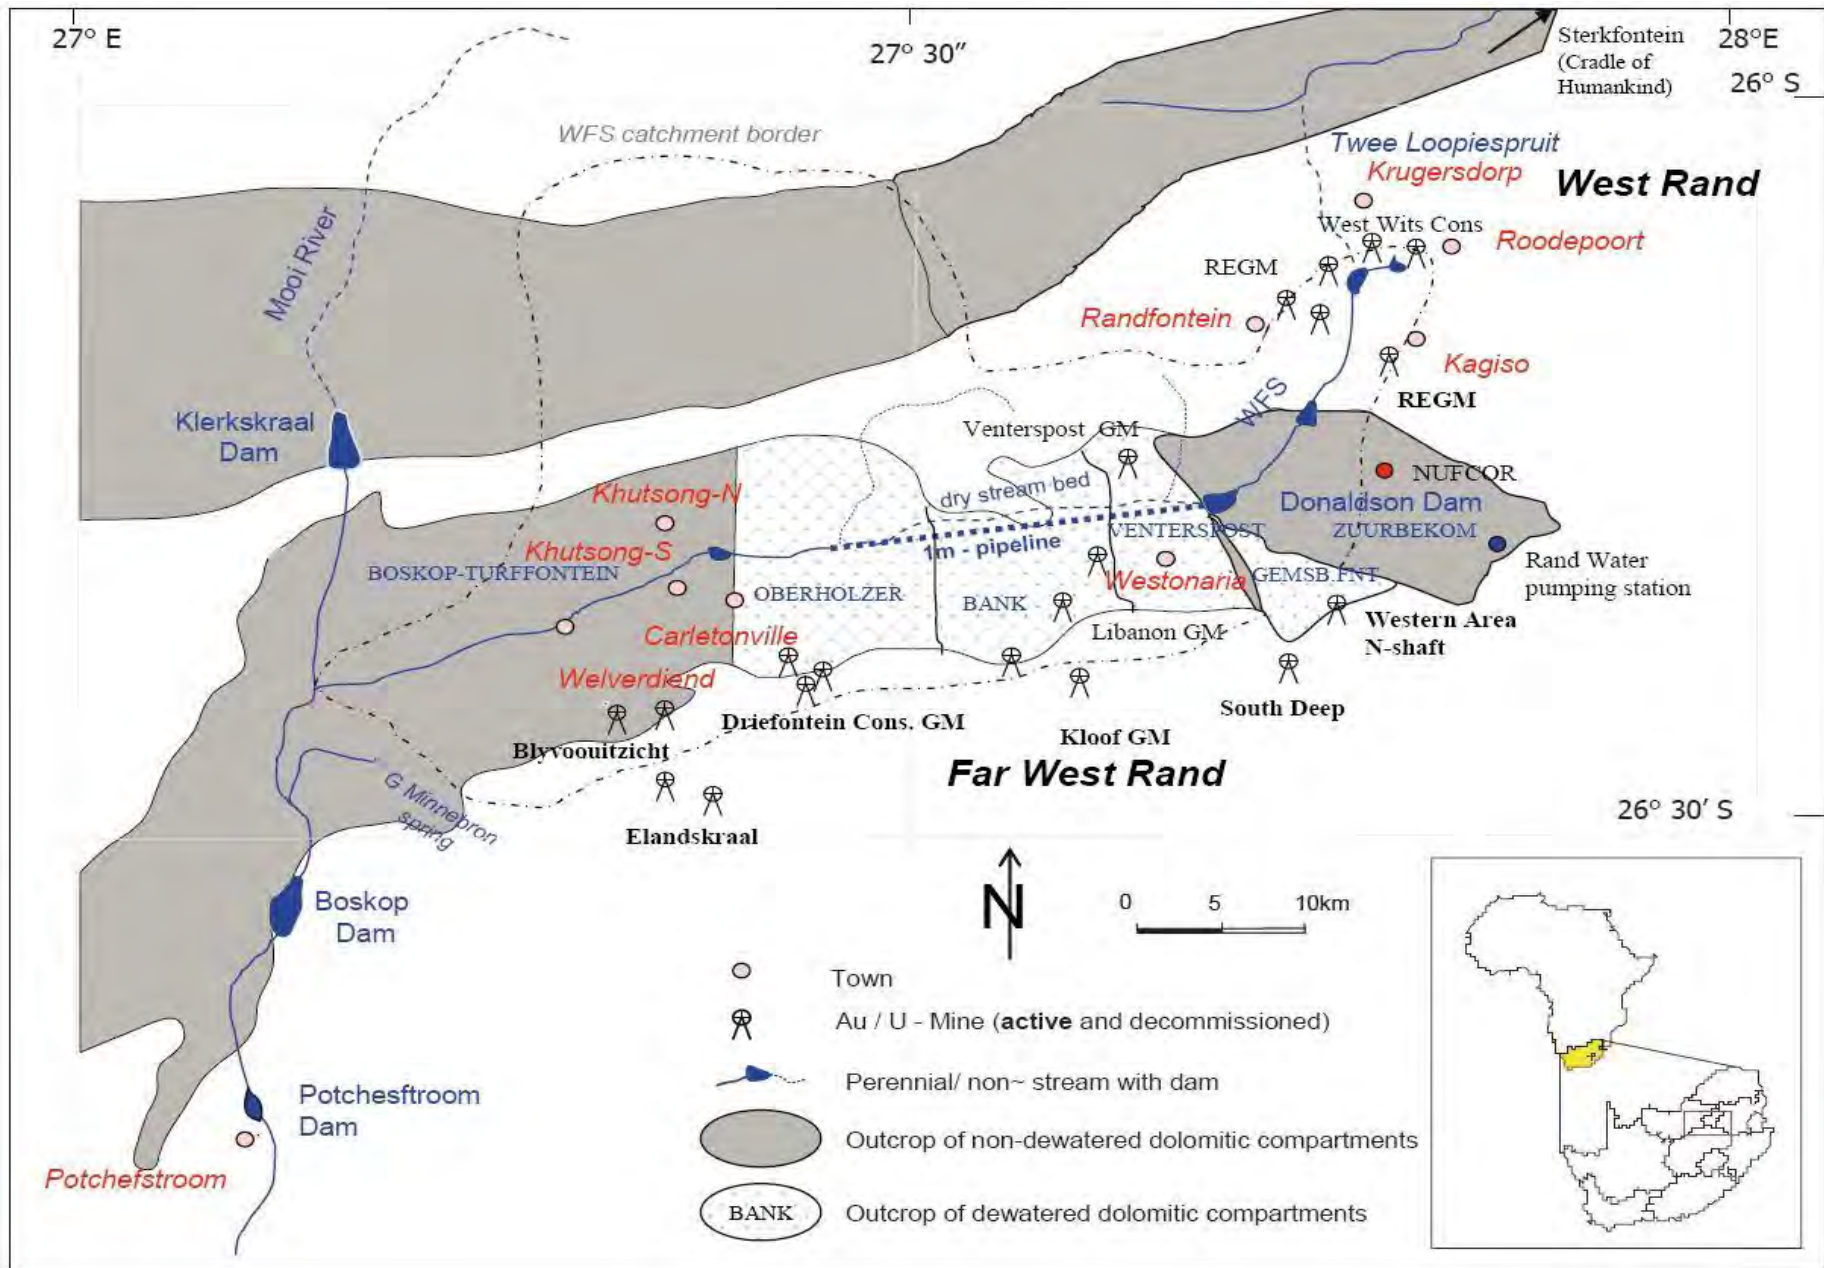 27° E
27° 30”
Sterkfontein
(Cradle of
Humankind)
28°E
26° S
WFS catchment border
Twee Loopiespruit
Krugersdorp
West Rand
West Wits Cons
Roodepoort
REGM
Mooi River
Randfontein
Kagiso
REGM
WFS
Klerkskraal
Dam
Venterspost GM
NUFCOR
Khutsong-N
dry stream bed
Donaldson Dam
VENTERSPOST
ZUURBEKOM
1m - pipeline
Khutsong-S
BOSKOP-TURFFONTEIN
Rand Water
pumping station
Westonaria
GEMSB.FNT
OBERHOLZER
BANK
Western Area
N-shaft
Carletonville
Libanon GM
Welverdiend
South Deep
Driefontein Cons. GM
Blyvoouitzicht
Kloof GM
Far West Rand
G Minnebron
spring
26° 30' S
Elandskraal
Boskop
Dam
N
0 5 10km
Town
Au / U - Mine (active and decommissioned)
Perennial/ non~ stream with dam
Potchesftroom
Dam
Outcrop of non-dewatered dolomitic compartments
Potchefstroom
BANK
Outcrop of dewatered dolomitic compartments